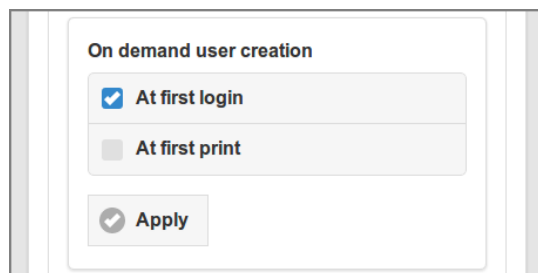 On demand user creation
At first login
At first print
Apply